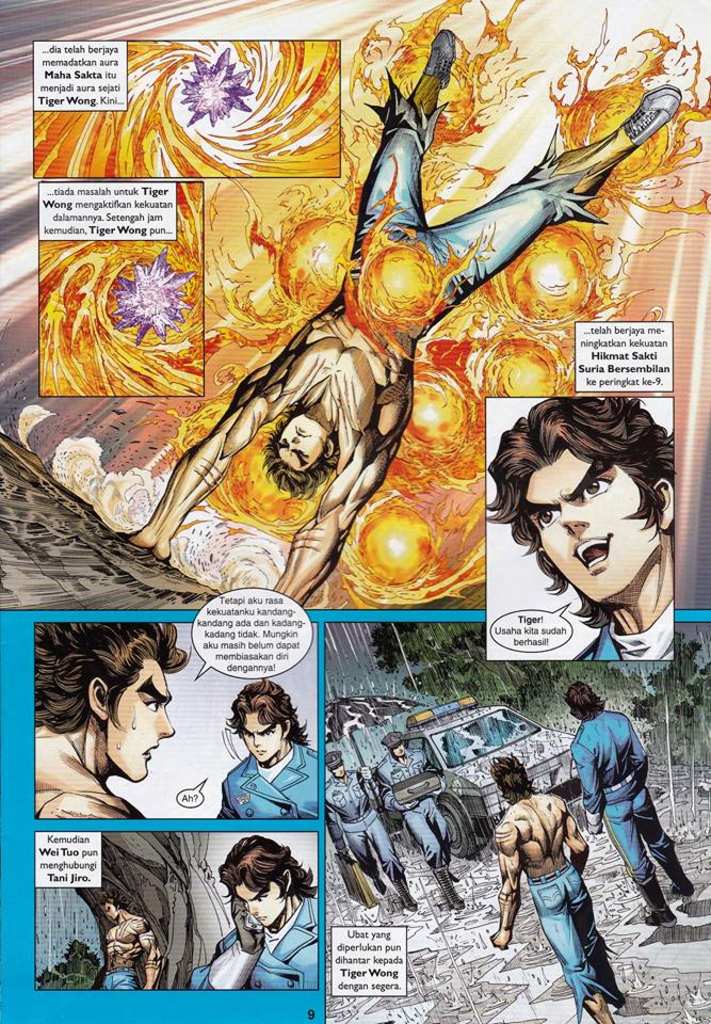 ...dia telah berjaya
memadatkan aura
Maha Sakta itu
menjadi aura sejati
Tiger Wong. Kini...
...tiada masalah untuk Tiger
Wong mengaktifkan kekuatan
dalamannya. Setengah jam
kemudian, Tiger Wong pun...
...telah berjaya me-
ningkatkan kekuatan
Hikmat Sakti
Suria Bersembilan
ke peringkat ke-9.
Tiger!
Usaha kita sudah
berhasil!
Tetapi aku rasa
kekuatanku kandang-
kandang ada dan kadang-
kadang tidak. Mungkin
aku masih belum dapat
membiasakan diri
dengannya!
Ah?
Kemudian
Wei Tuo pun
menghubungi
Tani Jiro.
Ubat yang
diperlukan pun
dihantar kepada
Tiger Wong
dengan segera.
9